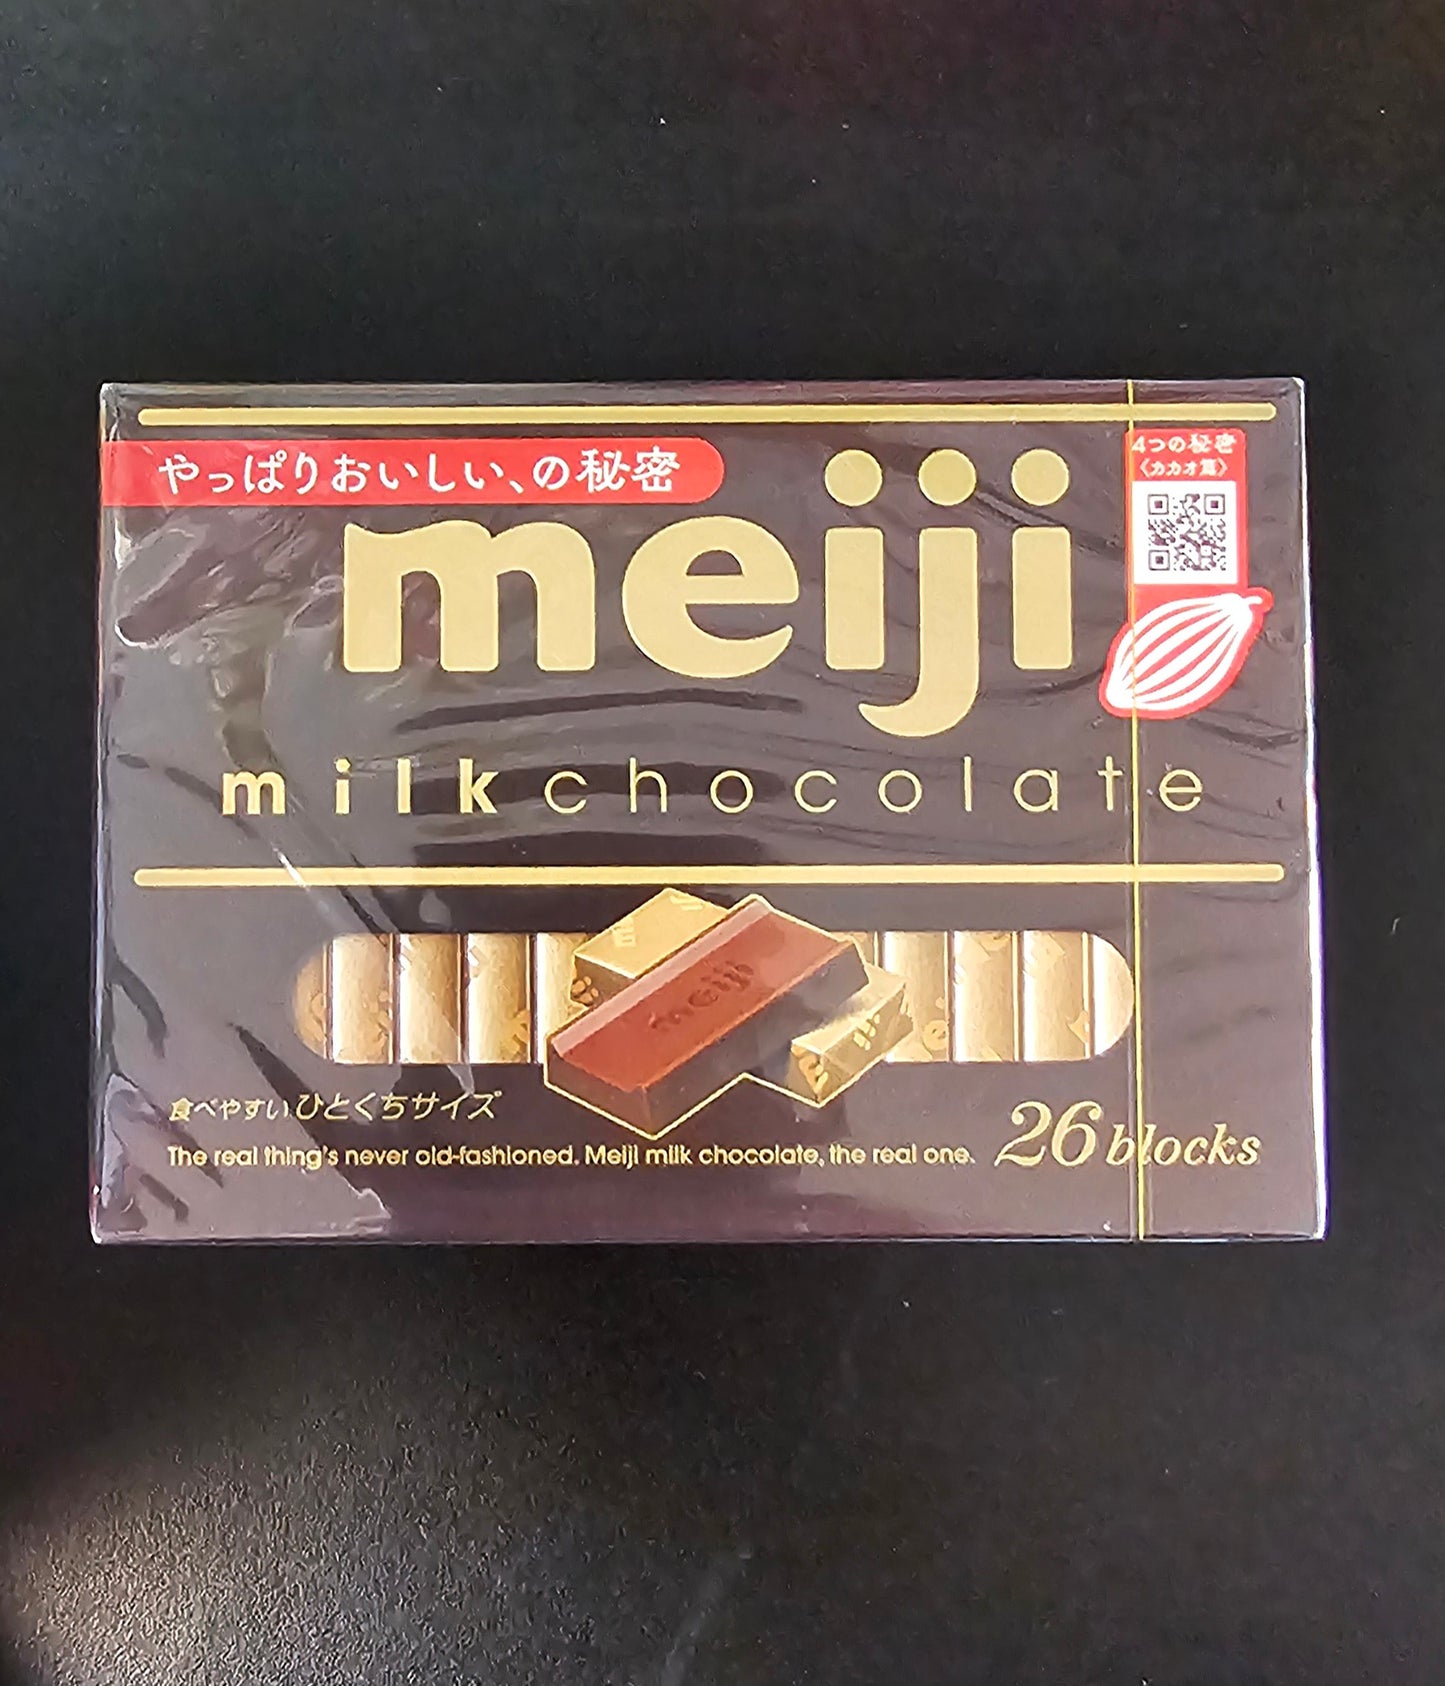 やっぱりおいしい、の秘密
4つの秘密
《カカオ篇》
meiji
milk chocolate
meiji
食べやすいひとくちサイズ
The real thing's never old-fashioned. Meiji milk chocolate, the real one.
26 blocks